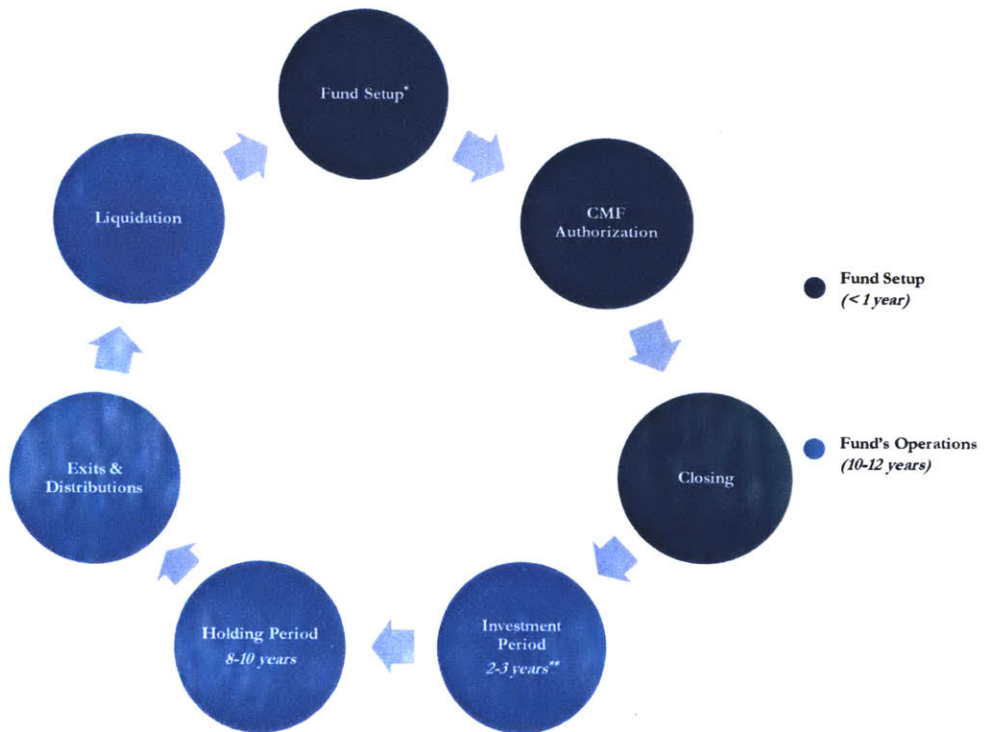 Fund Setup*
CMF
Authorization
Closing
Investment
Period
2-3 years**
Holding Period
8-10 years
Exits &
Distributions
Liquidation
Fund Setup
(< 1 year)
Fund's Operations
(10-12 years)